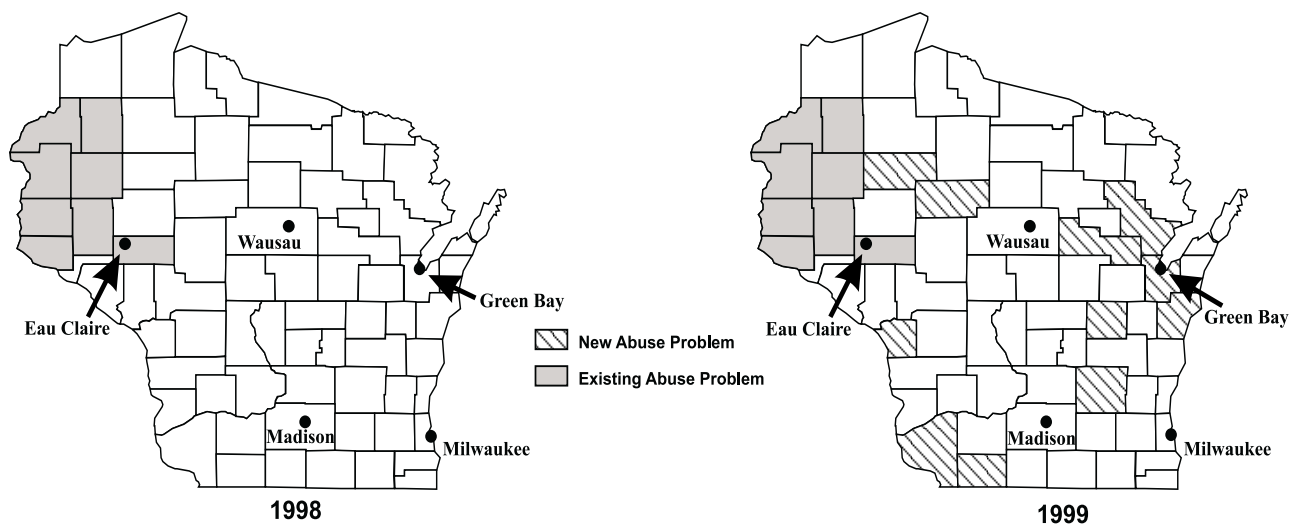 Wausau
Green Bay
Eau Claire
Madison
Milwaukee
1998
New Abuse Problem
Existing Abuse Problem
Wausau
Green Bay
Eau Claire
Madison
Milwaukee
1999